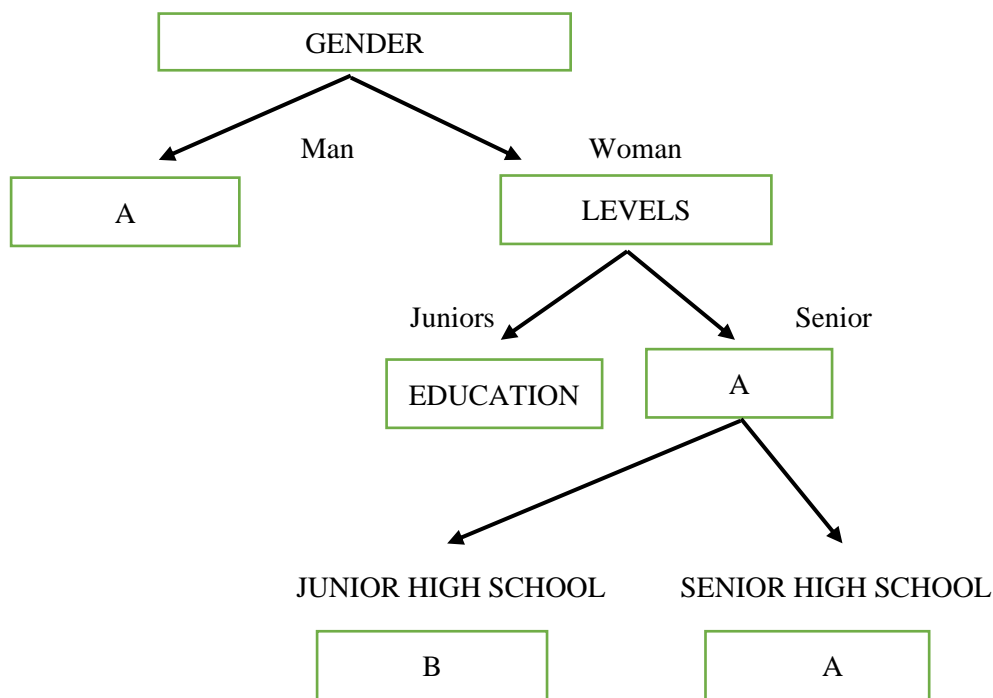 GENDER
Man
Woman
A
LEVELS
Juniors
Senior
EDUCATION
A
JUNIOR HIGH SCHOOL
SENIOR HIGH SCHOOL
B
A